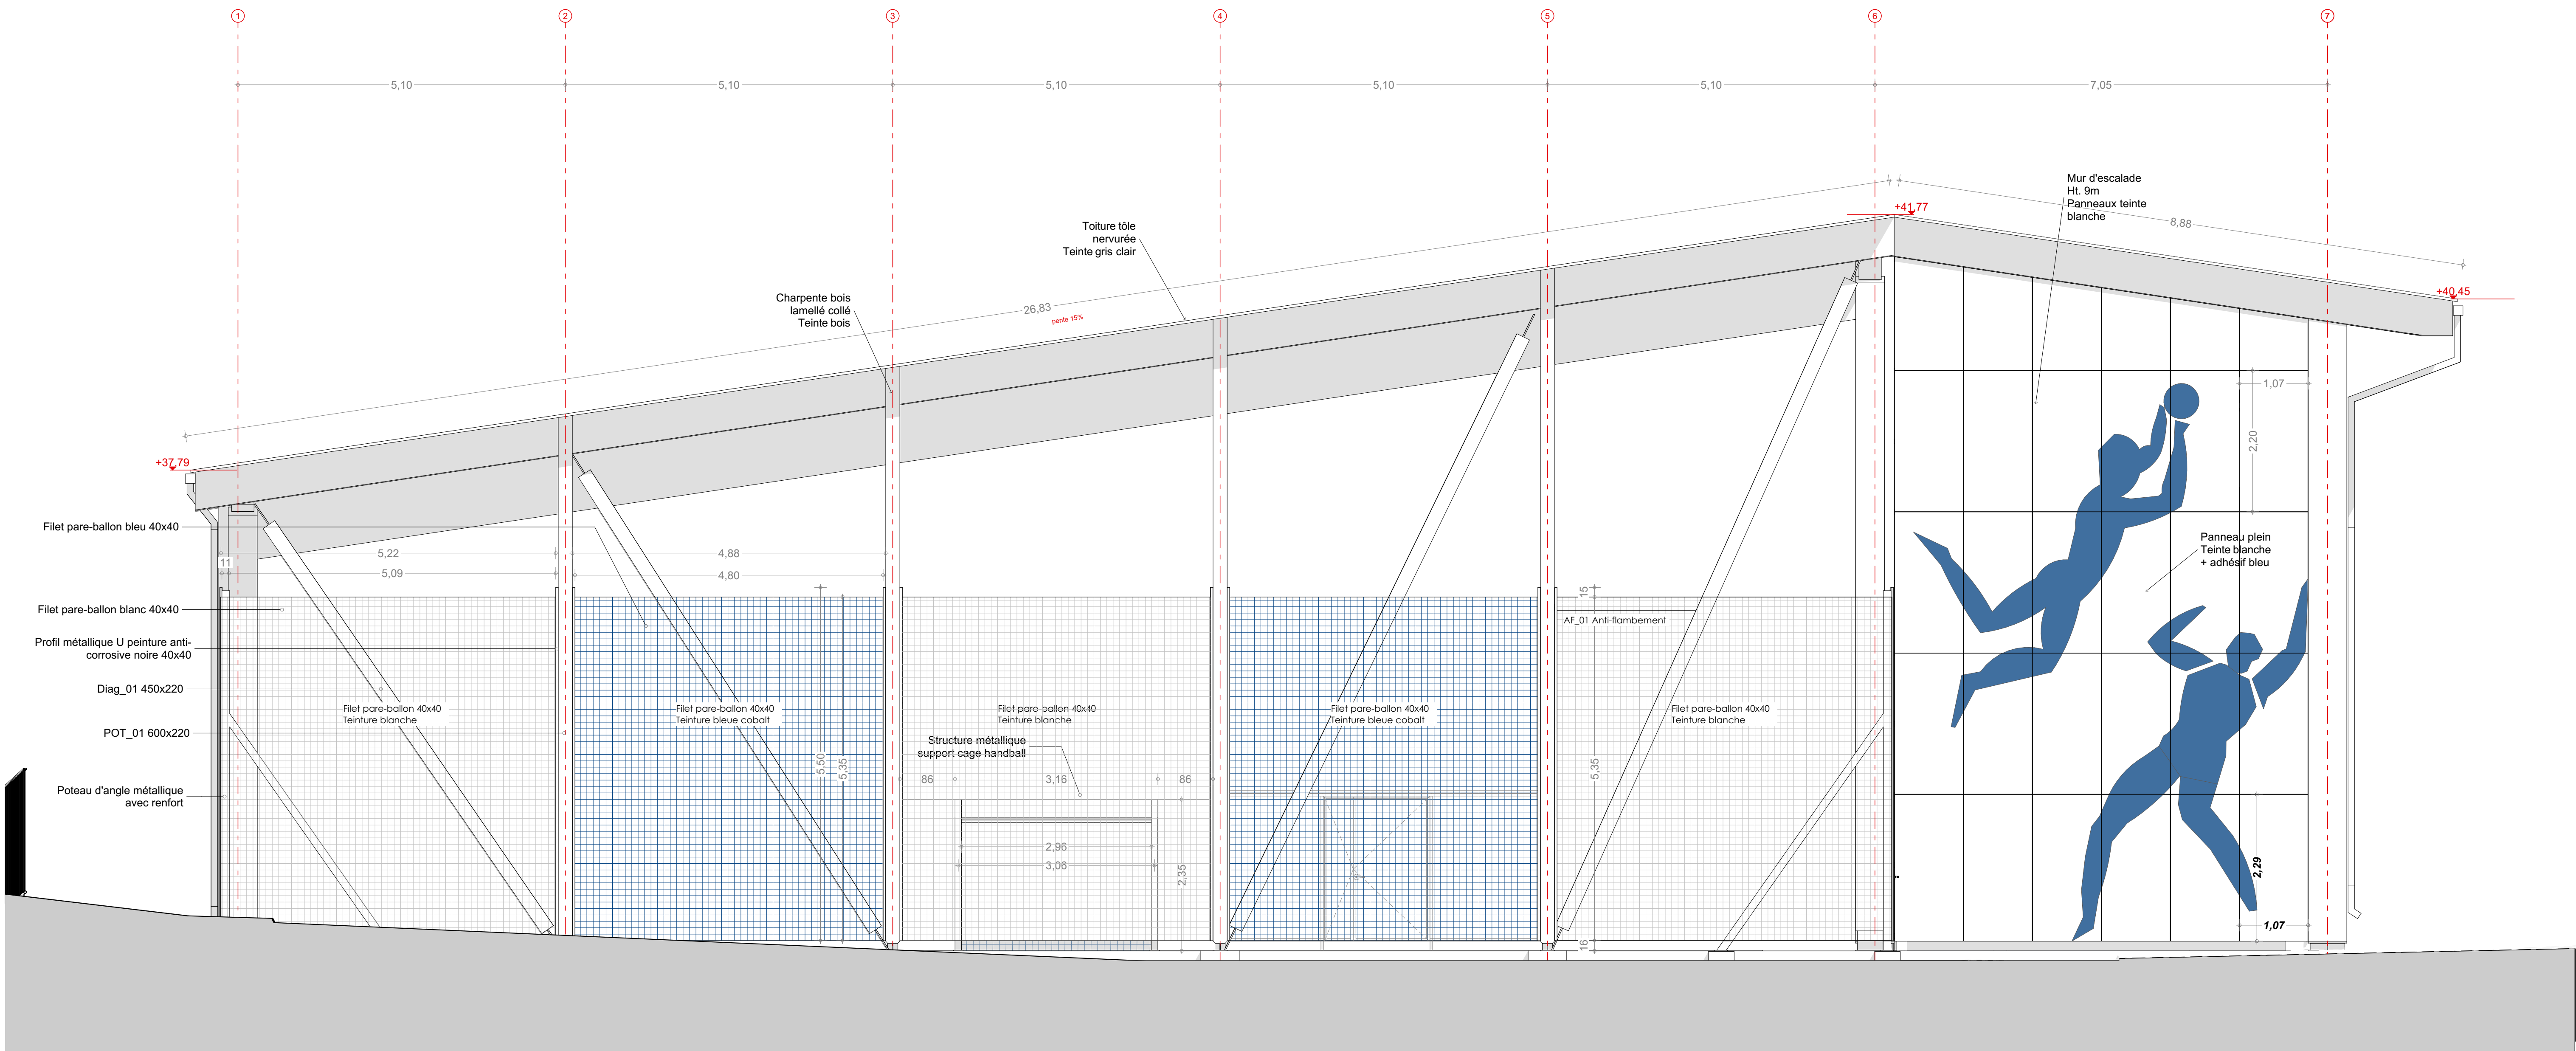 1
2
3
4
5
6
7
5,10
5,10
5,10
5,10
5,10
7,05
Mur d'escalade
Ht. 9m
Panneaux teinte
blanche
+41,77
8,88
Toiture tôle
nervurée
Teinte gris clair
+40,45
Charpente bois
lamellé collé
Teinte bois
26,83
pente 15%
1,07
2,20
+37,79
Filet pare-ballon bleu 40x40
5,22
4,88
11
5,09
4,80
Panneau plein
Teinte blanche
+ adhésif bleu
15
Filet pare-ballon blanc 40x40
AF_01 Anti-flambement
Profil métallique U peinture anti-
corrosive noire 40x40
Diag_01 450x220
Filet pare-ballon 40x40
Teinture blanche
Filet pare-ballon 40x40
Teinture bleue cobalt
Filet pare-ballon 40x40
Teinture blanche
Filet pare-ballon 40x40
Teinture bleue cobalt
Filet pare-ballon 40x40
Teinture blanche
POT_01 600x220
Structure métallique
support cage handball
5,50
5,35
86
3,16
86
5,35
Poteau d'angle métallique
avec renfort
2,96
3,06
2,35
2,29
1,07
16